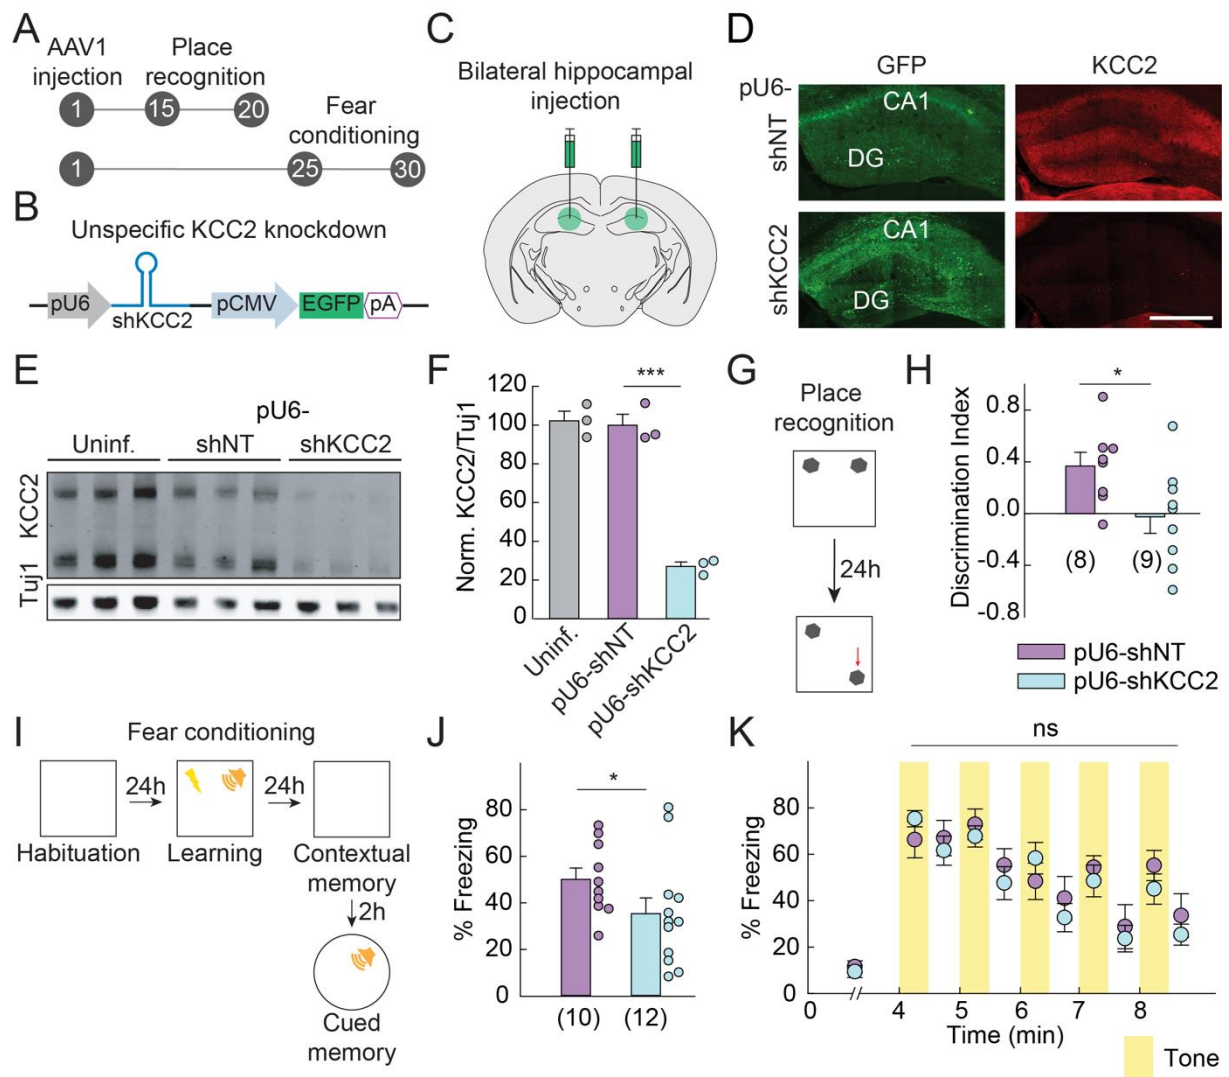 A
AAV1
injection
Place
recognition
1
15
20
Fear
conditioning
1
25
30
B
Unspecific KCC2 knockdown
pU6
shKCC2
pCMV
EGFP
pA
C
Bilateral hippocampal
injection
D
GFP
KCC2
pU6-
shNT
shKCC2
CA1
DG
CA1
DG
E
pU6-
Uninf.
shNT
shKCC2
KCC2
Tuj1
F
Norm. KCC2/Tuj1
120
100
80
60
40
20
0
***
Uninf.
pU6-shNT
pU6-shKCC2
G
Place
recognition
24h
H
Discrimination Index
0.8
0.4
0.0
-0.4
-0.8
*
(8)
(9)
pU6-shNT
pU6-shKCC2
I
Fear conditioning
24h
24h
Habituation
Learning
Contextual
memory
2h
Cued
memory
J
% Freezing
80
60
40
20
0
*
(10)
(12)
K
ns
% Freezing
80
60
40
20
0
0
//
4
5
6
7
8
Time (min)
Tone